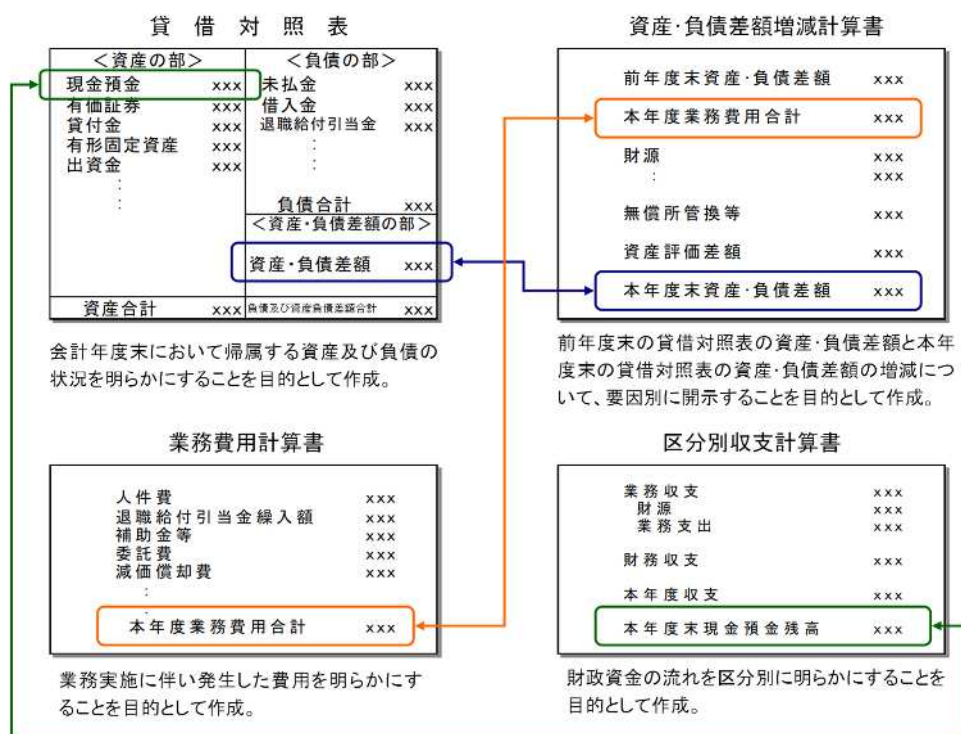 貸借対照表
＜資産の部＞
現金預金 xxx
有価証券 xxx
貸付金 xxx
有形固定資産 xxx
出資金 xxx
:
:
資産合計 xxx
＜負債の部＞
未払金 xxx
借入金 xxx
退職給付引当金 xxx
:
:
負債合計 xxx
＜資産・負債差額の部＞
資産・負債差額 xxx
負債及び資産負債差額合計 xxx
会計年度末において帰属する資産及び負債の
状況を明らかにすることを目的として作成。
資産・負債差額増減計算書
前年度末資産・負債差額 xxx
本年度業務費用合計 xxx
財源 xxx
: xxx
無償所管換等 xxx
資産評価差額 xxx
本年度末資産・負債差額 xxx
前年度末の貸借対照表の資産・負債差額と本年
度末の貸借対照表の資産・負債差額の増減につ
いて、要因別に開示することを目的として作成。
業務費用計算書
人件費 xxx
退職給付引当金繰入額 xxx
補助金等 xxx
委託費 xxx
減価償却費 xxx
:
:
本年度業務費用合計 xxx
業務実施に伴い発生した費用を明らかにす
ることを目的として作成。
区分別収支計算書
業務収支 xxx
財源 xxx
業務支出 xxx
財務収支 xxx
本年度収支 xxx
本年度末現金預金残高 xxx
財政資金の流れを区分別に明らかにすることを
目的として作成。